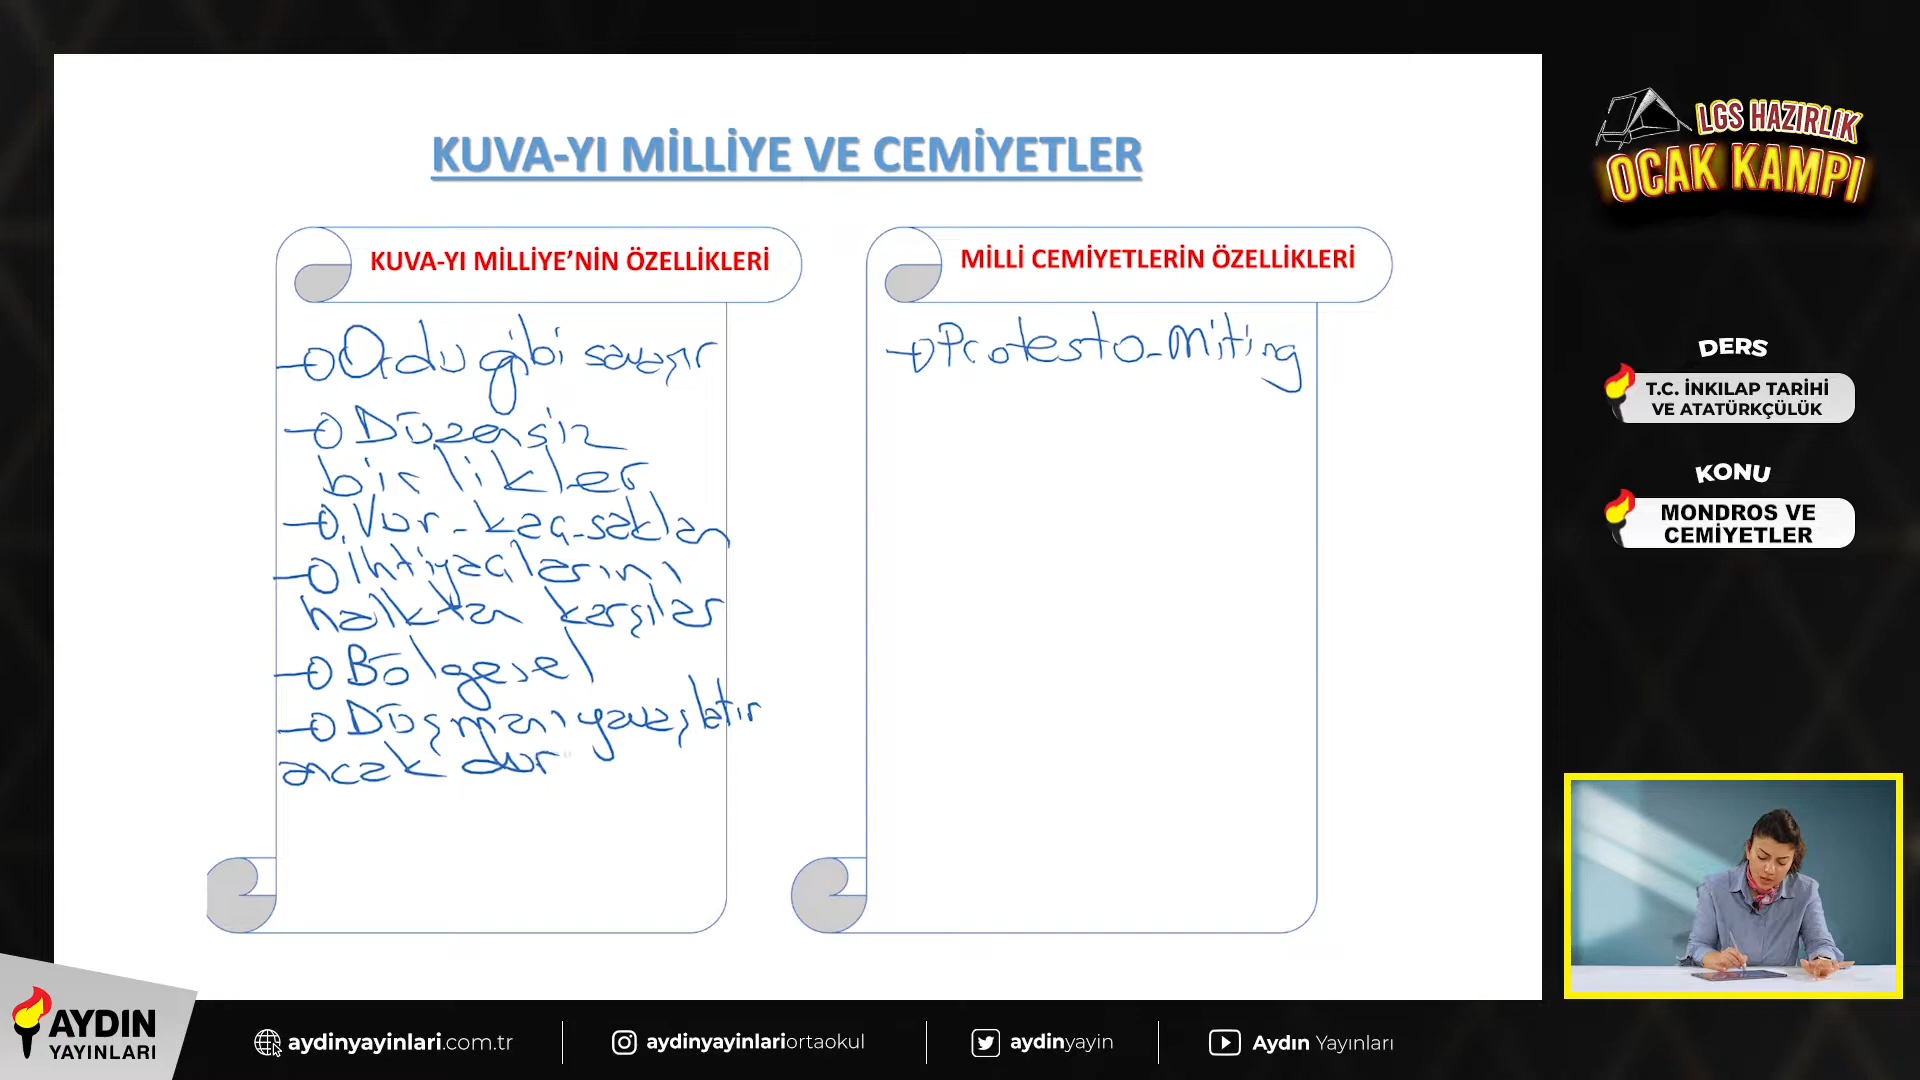 KUVA-YI MİLLİYE VE CEMİYETLER
KUVA-YI MİLLİYE’NİN ÖZELLİKLERİ
Ordu gibi savaşır
Düzensiz
birlikler
Vur-kaç-saklan
İhtiyaçlarını
halktan karşılar
Bölgesel
Düşmanı yavaşlatır
ancak dur
MİLLİ CEMİYETLERİN ÖZELLİKLERİ
Protesto-Miting
LGS HAZIRLIK
OCAK KAMPI
DERS
T.C. İNKILAP TARİHİ
VE ATATÜRKÇÜLÜK
KONU
MONDROS VE
CEMİYETLER
AYDIN
YAYINLARI
aydinyayinlari.com.tr
aydinyayinlariortaokul
aydinyayin
Aydın Yayınları